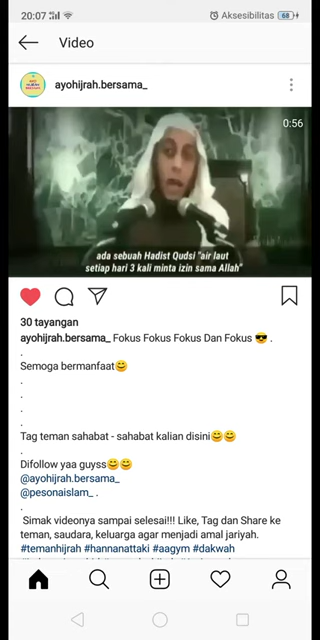 20:07
Aksesibilitas 68
Video
ayohijrah.bersama_
0:56
ada sebuah Hadist Qudsi "air laut
setiap hari 3 kali minta izin sama Allah"
30 tayangan
ayohijrah.bersama_ Fokus Fokus Fokus Dan Fokus 😎 .
.
Semoga bermanfaat😊
.
.
.
.
Tag teman sahabat - sahabat kalian disini😊😊
.
Difollow yaa guyss😊😊
@ayohijrah.bersama_
@pesonaislam_ .
.
Simak videonya sampai selesai!!! Like, Tag dan Share ke
teman, saudara, keluarga agar menjadi amal jariyah.
#temanhijrah #hannanattaki #aagym #dakwah